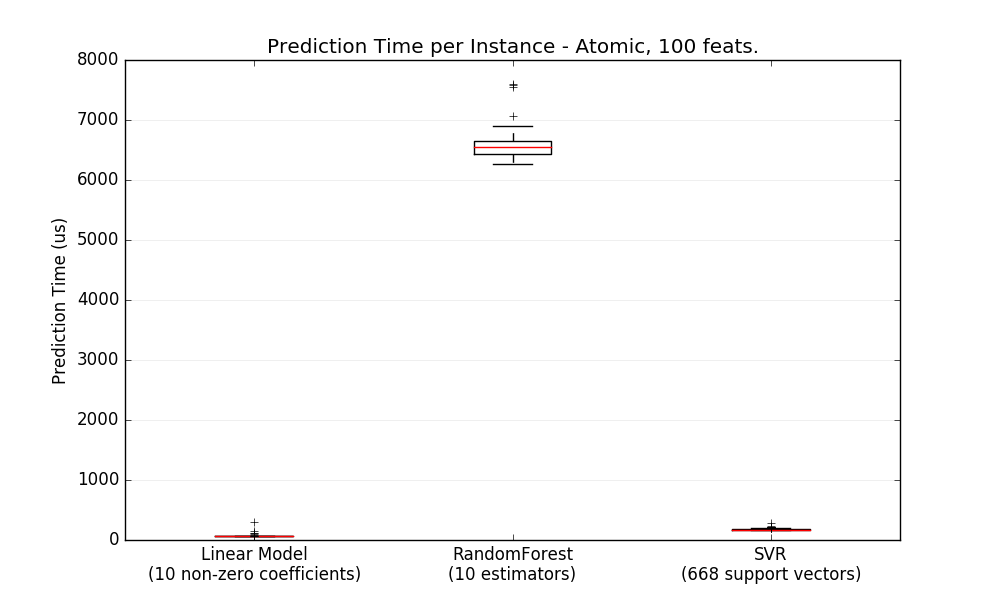 Prediction Time per Instance - Atomic, 100 feats.
8000
7000
6000
5000
4000
3000
2000
1000
0
Prediction Time (us)
Linear Model
(10 non-zero coefficients)
RandomForest
(10 estimators)
SVR
(668 support vectors)